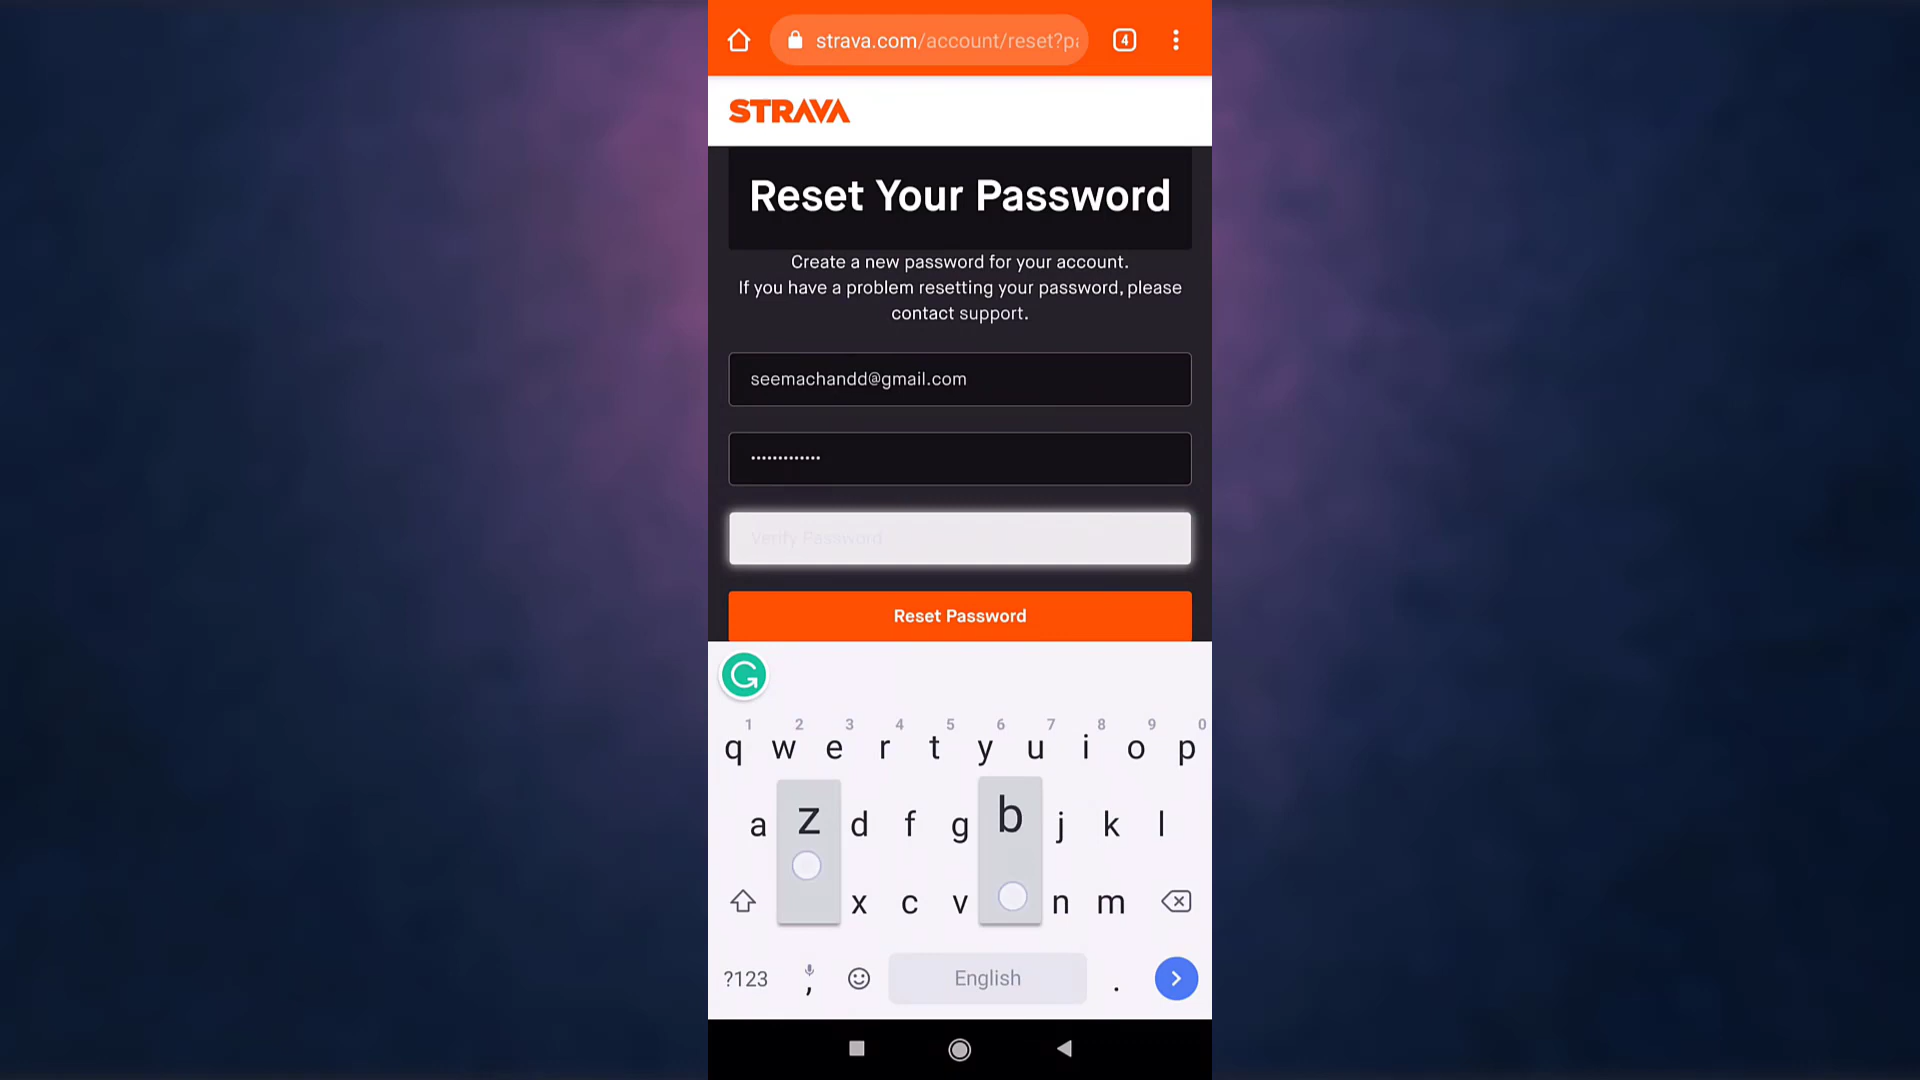 strava.com/account/reset?pa
4
STRAVA
Reset Your Password
Create a new password for your account.
If you have a problem resetting your password, please
contact support.
seemachandd@gmail.com
•••••••••••••
Verify Password
Reset Password
1 2 3 4 5 6 7 8 9 0
q w e r t y u i o p
a z d f g b j k l
x c v n m
?123 , English .